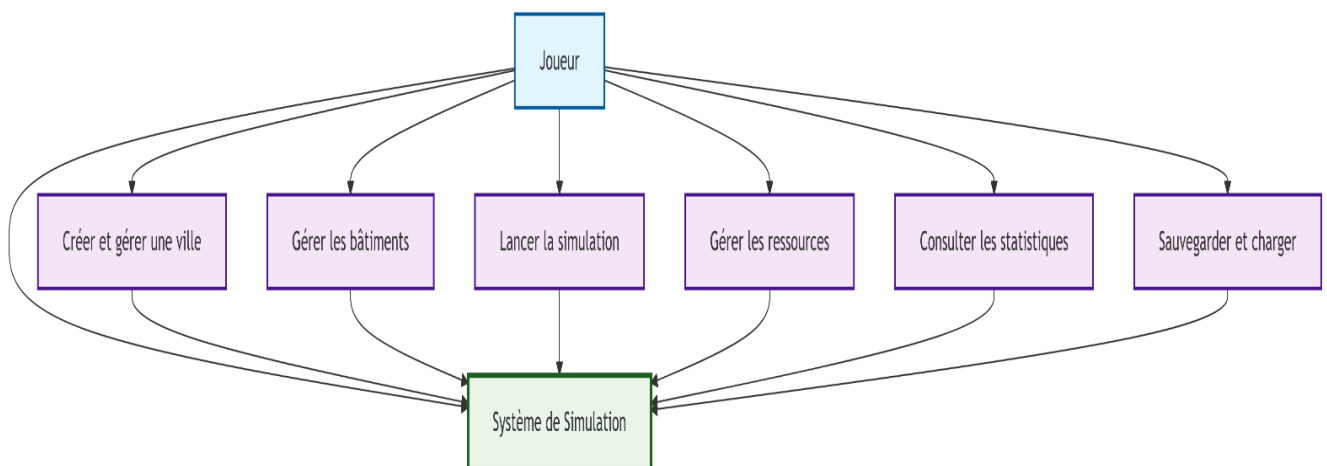 Joueur
Créer et gérer une ville
Gérer les bâtiments
Lancer la simulation
Gérer les ressources
Consulter les statistiques
Sauvegarder et charger
Système de Simulation